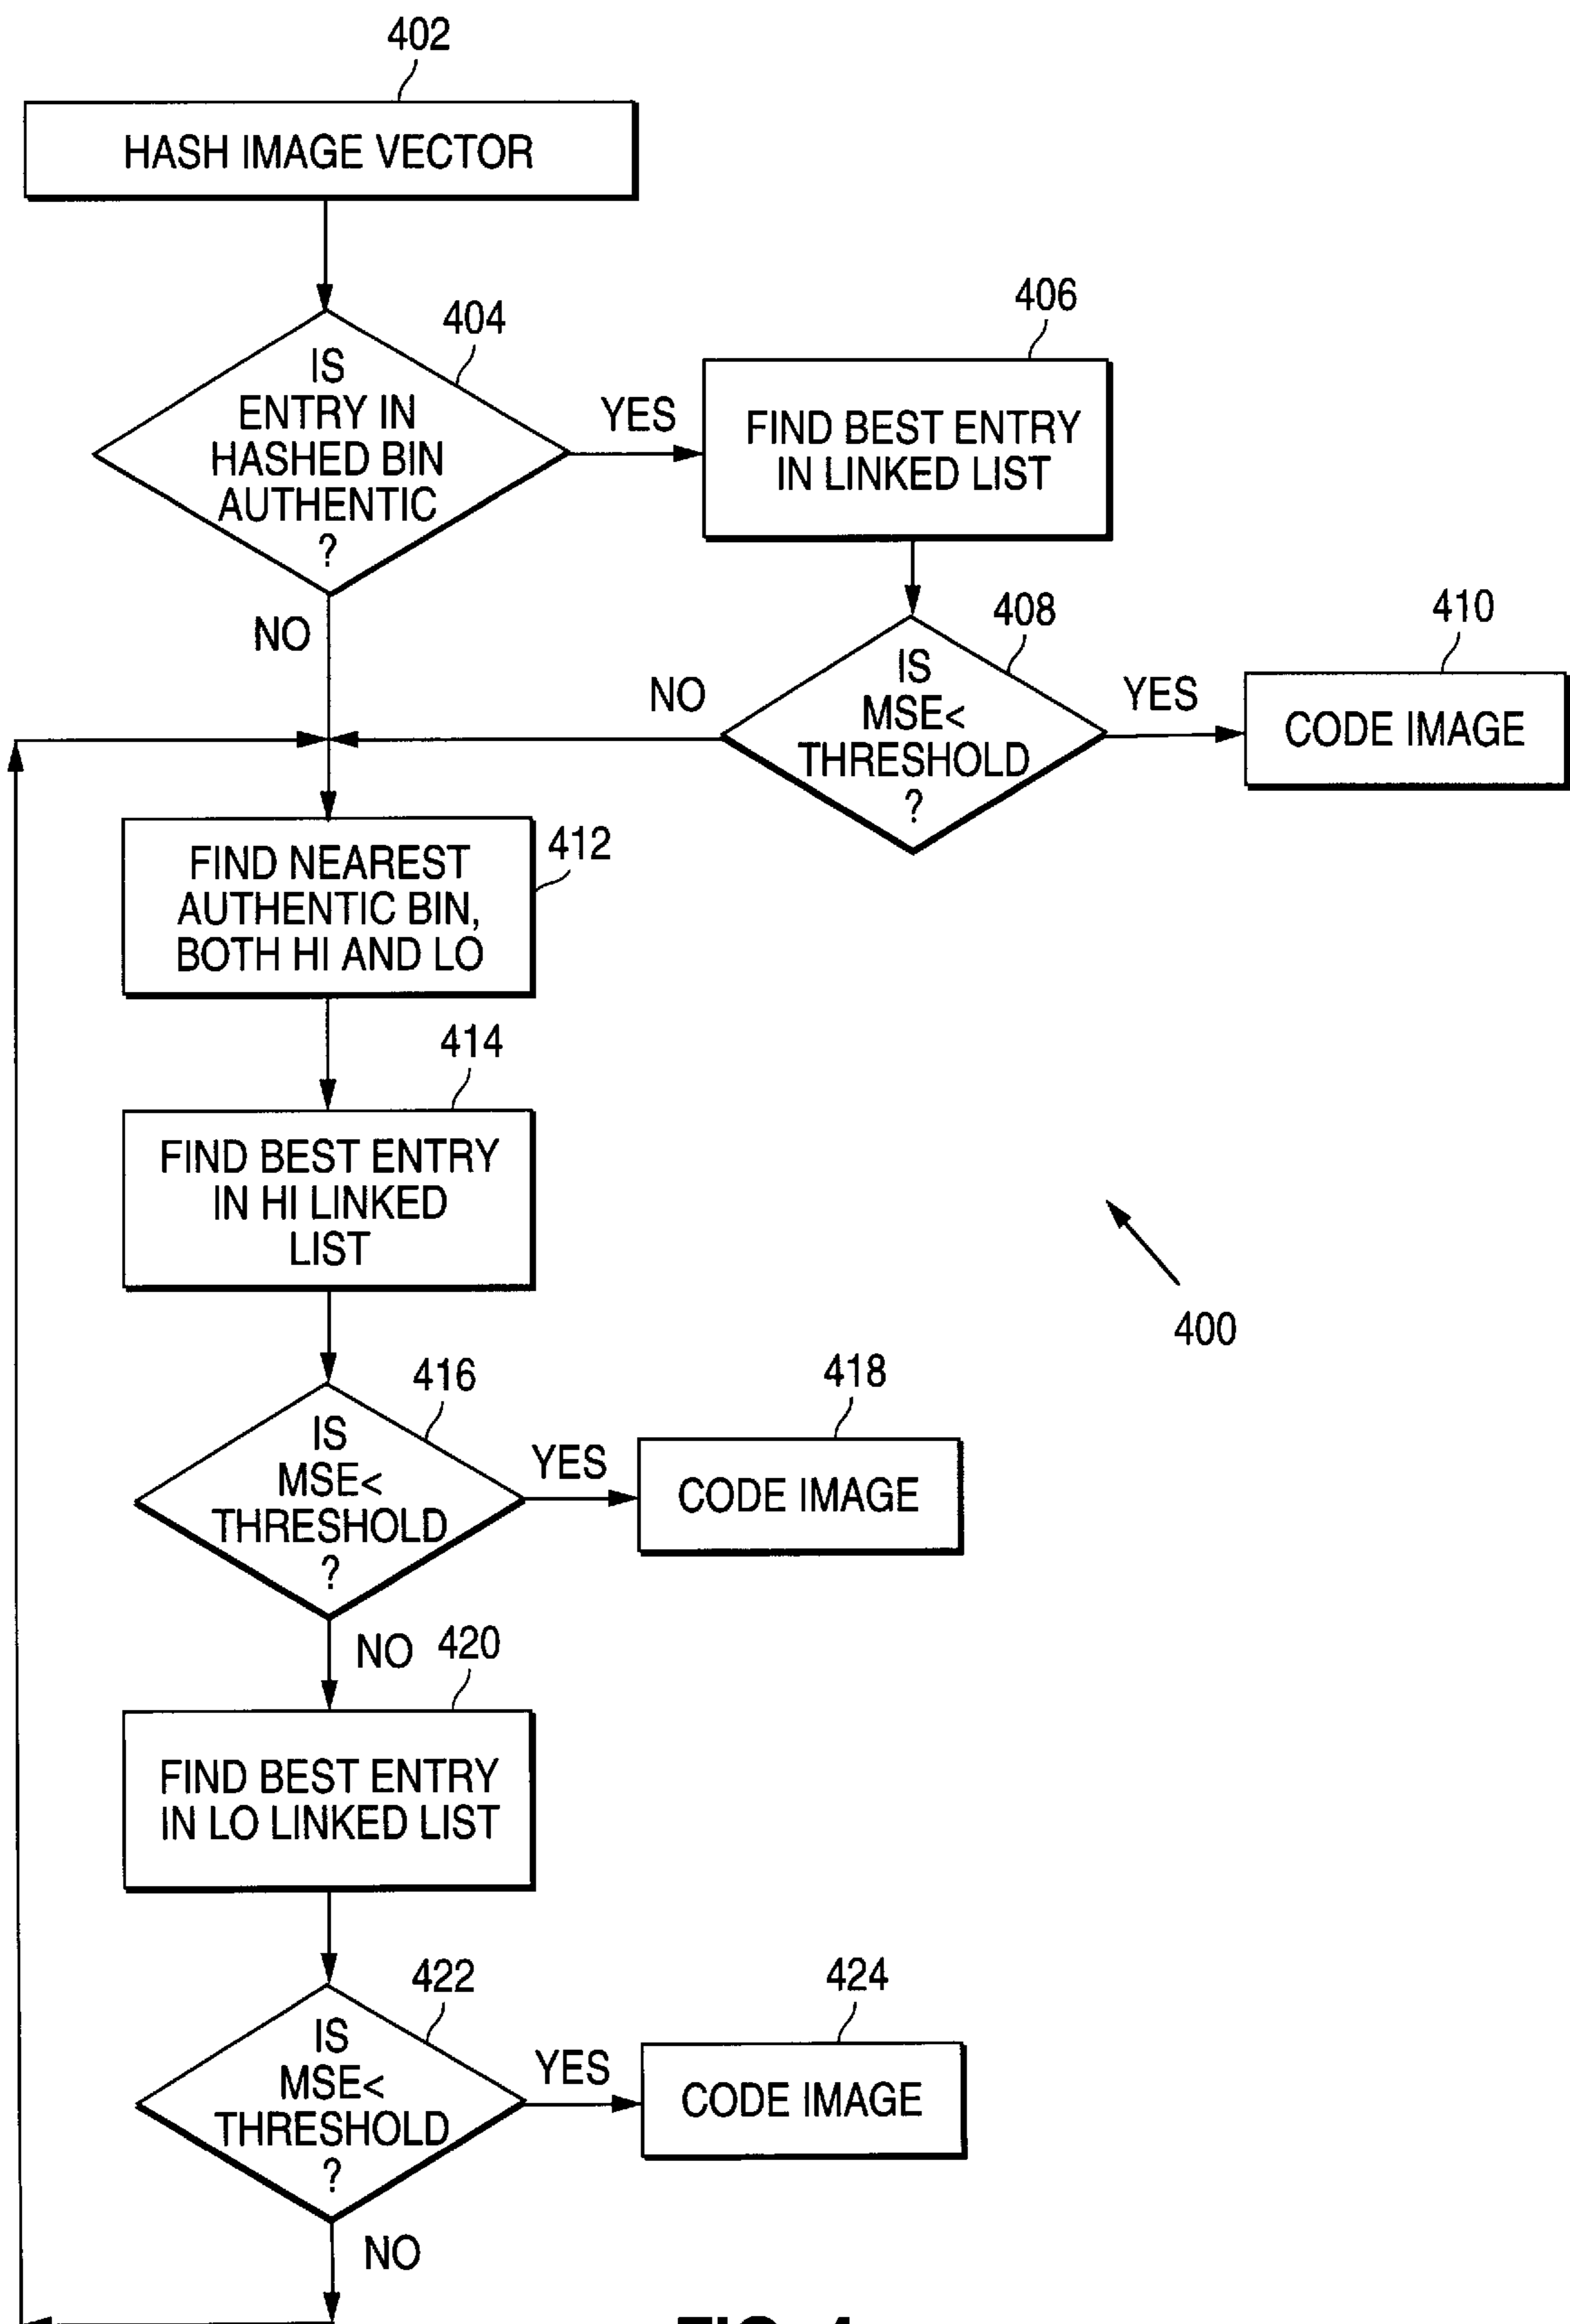 402
HASH IMAGE VECTOR
404
IS
ENTRY IN
HASHED BIN
AUTHENTIC
?
YES
NO
406
FIND BEST ENTRY
IN LINKED LIST
408
IS
MSE<
THRESHOLD
?
NO
YES
410
CODE IMAGE
412
FIND NEAREST
AUTHENTIC BIN,
BOTH HI AND LO
414
FIND BEST ENTRY
IN HI LINKED
LIST
400
416
IS
MSE<
THRESHOLD
?
YES
418
CODE IMAGE
NO
420
FIND BEST ENTRY
IN LO LINKED LIST
422
IS
MSE<
THRESHOLD
?
YES
424
CODE IMAGE
NO